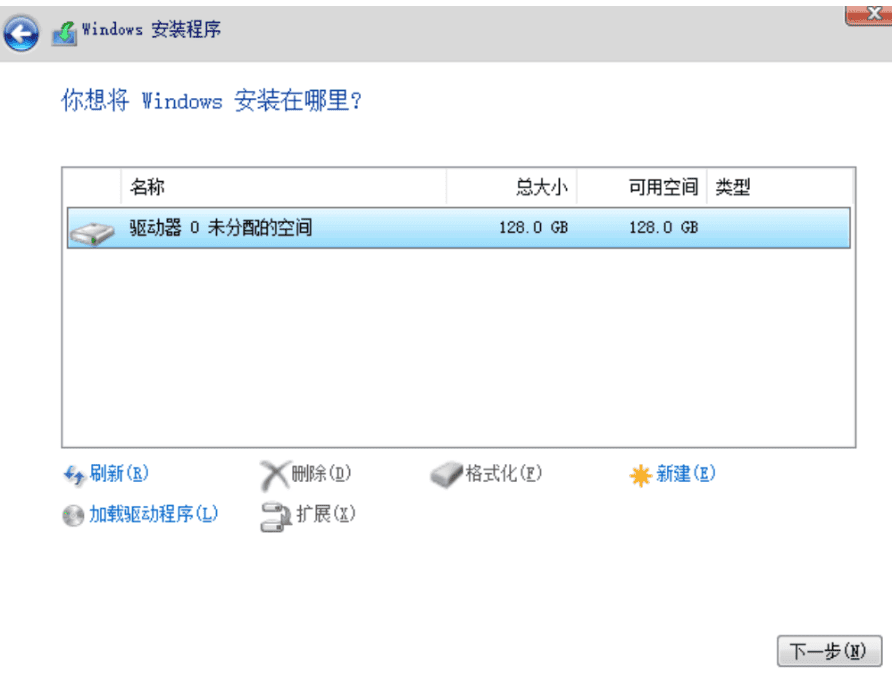 Windows 安装程序
你想将 Windows 安装在哪里?
名称 总大小 可用空间 类型
驱动器 0 未分配的空间 128.0 GB 128.0 GB
刷新(R) 删除(D) 格式化(F) 新建(E)
加载驱动程序(L) 扩展(X)
下一步(N)